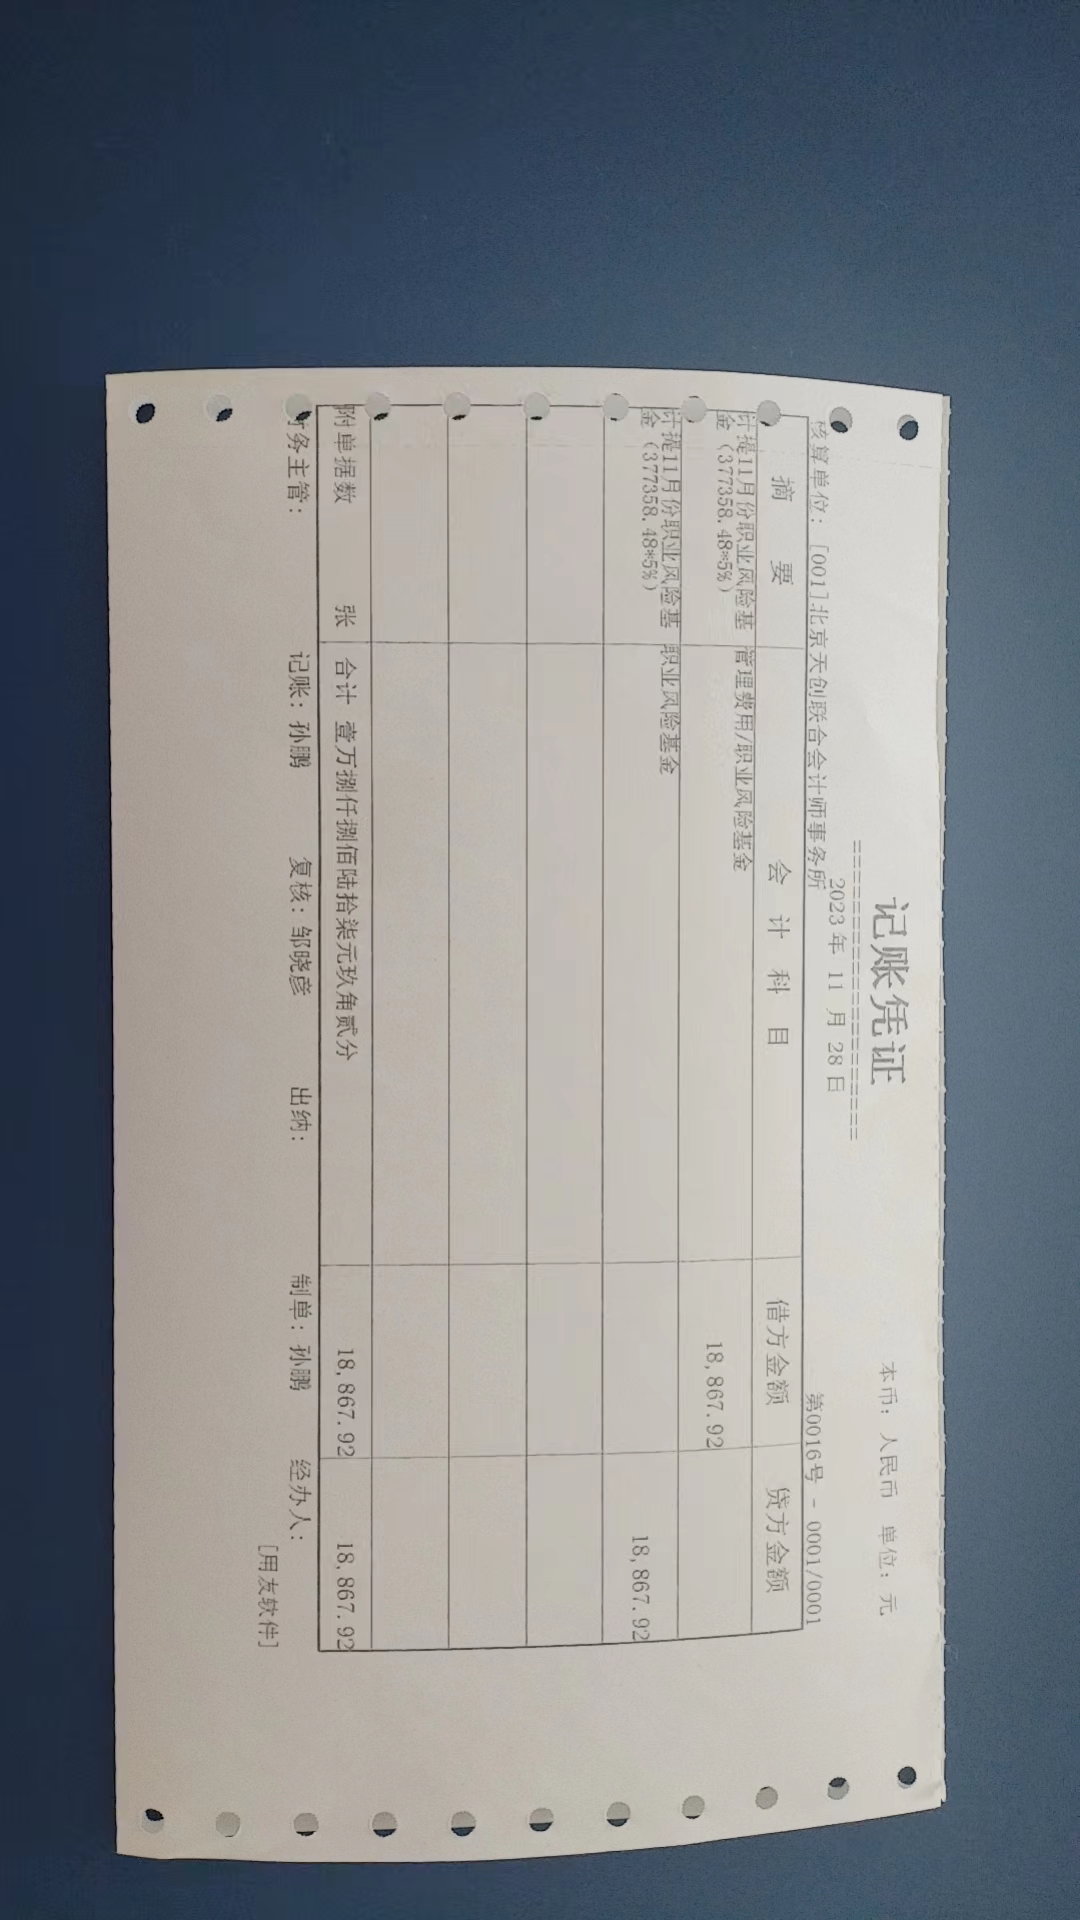 记账凭证
本币：人民币 单位：元
2023 年 11 月 28 日
核算单位：[001]北京天创联合会计师事务所 第0016号 - 0001/0001
摘 要 会 计 科 目 借方金额 贷方金额
计提11月份职业风险基 管理费用/职业风险基金 18,867.92
金（377358.48*5%）
计提11月份职业风险基 职业风险基金 18,867.92
金（377358.48*5%）
附单据数 张 合计 壹万捌仟捌佰陆拾柒元玖角贰分 18,867.92 18,867.92
财务主管： 记账：孙鹏 复核：邹晓彦 出纳： 制单：孙鹏 经办人：
[用友软件]